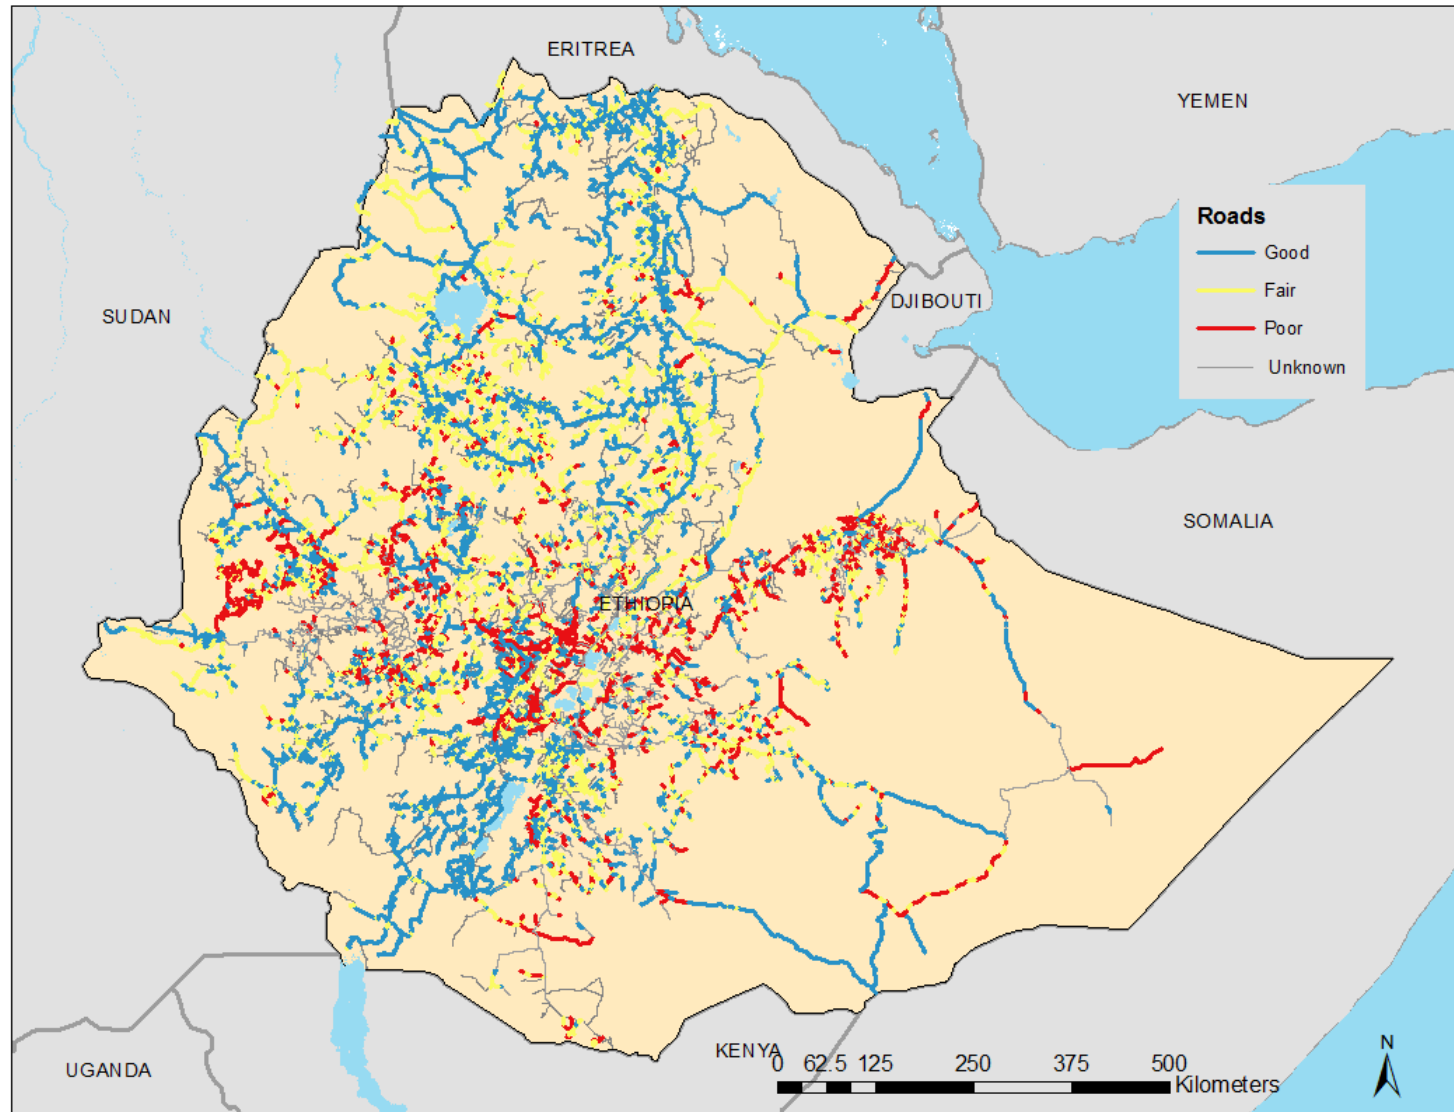 ERITREA
YEMEN
Roads
Good
Fair
Poor
Unknown
SUDAN
DJIBOUTI
SOMALIA
ETHIOPIA
UGANDA
KENYA
N
0 62.5 125 250 375 500
Kilometers